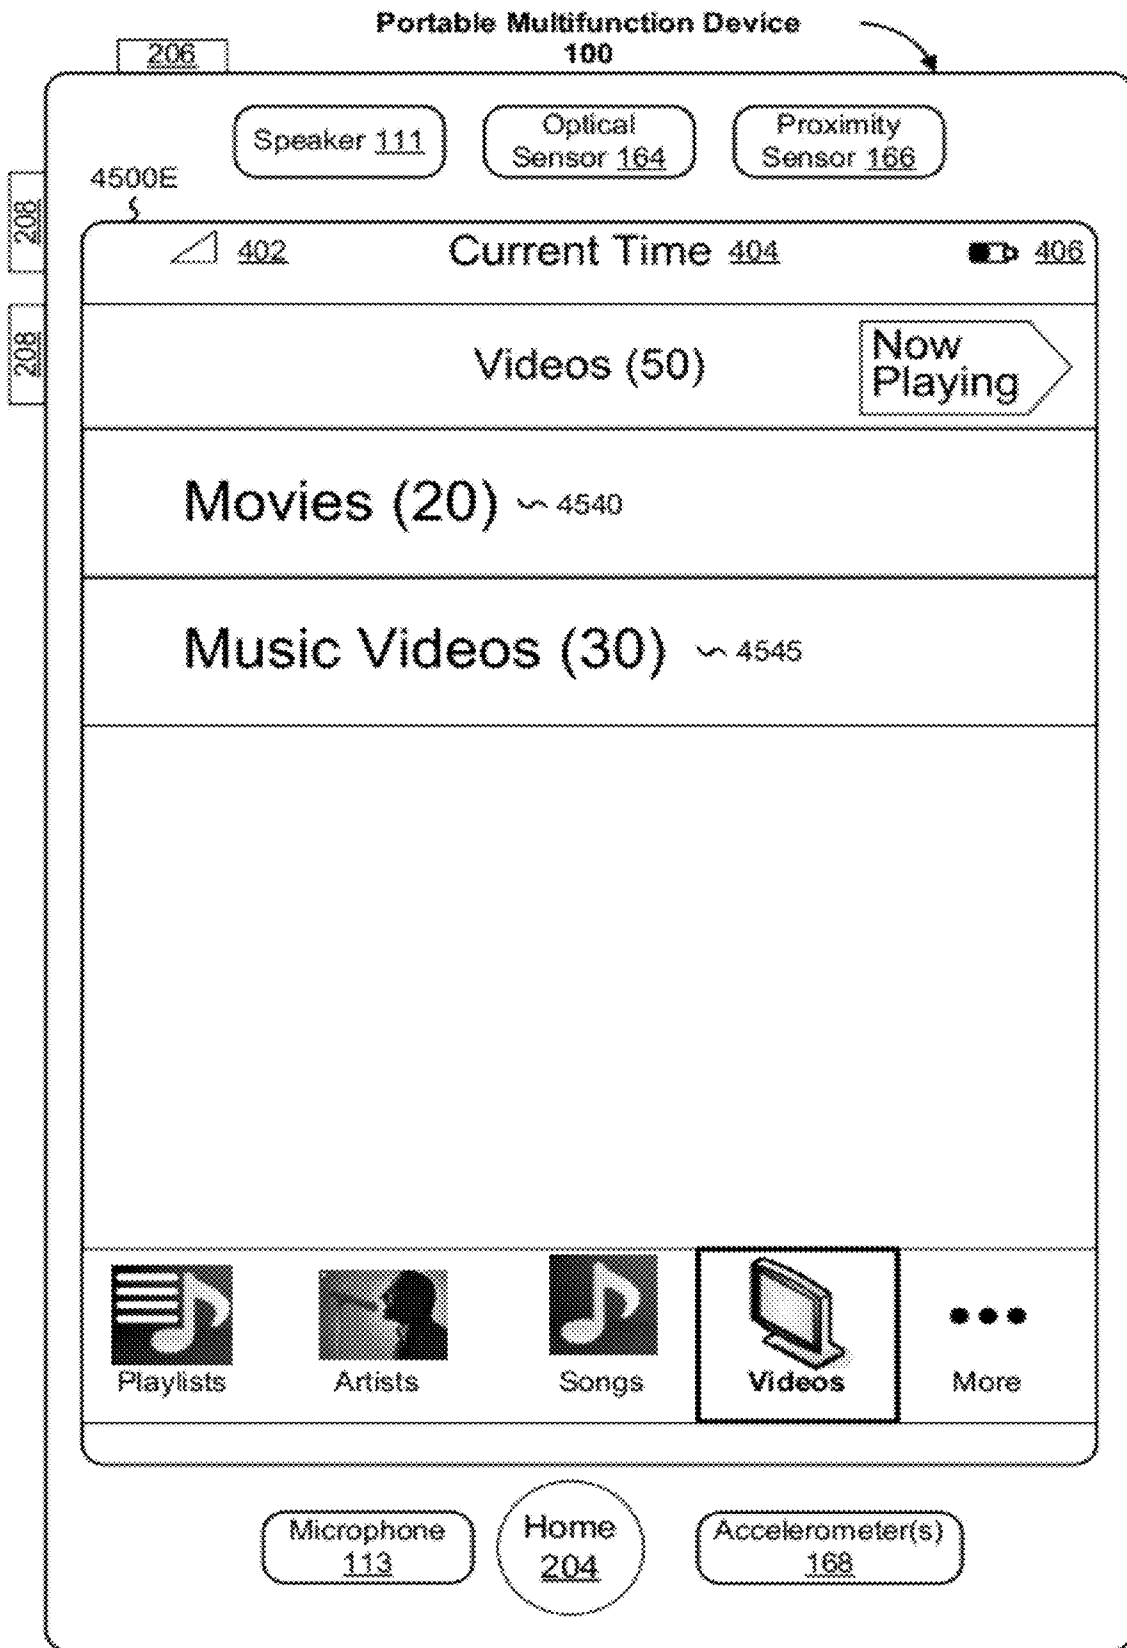 Portable Multifunction Device
100
206
Speaker 111
Optical
Sensor 164
Proximity
Sensor 166
4500E
208
208
402
Current Time 404
406
Videos (50)
Now
Playing
Movies (20)
4540
Music Videos (30)
4545
Playlists
Artists
Songs
Videos
More
Microphone
113
Home
204
Accelerometer(s)
168